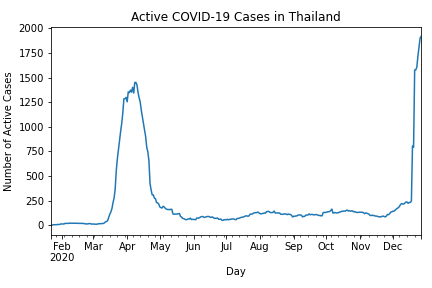 Active COVID-19 Cases in Thailand
Number of Active Cases
2000
1750
1500
1250
1000
750
500
250
0
Feb Mar Apr May Jun Jul Aug Sep Oct Nov Dec
2020
Day